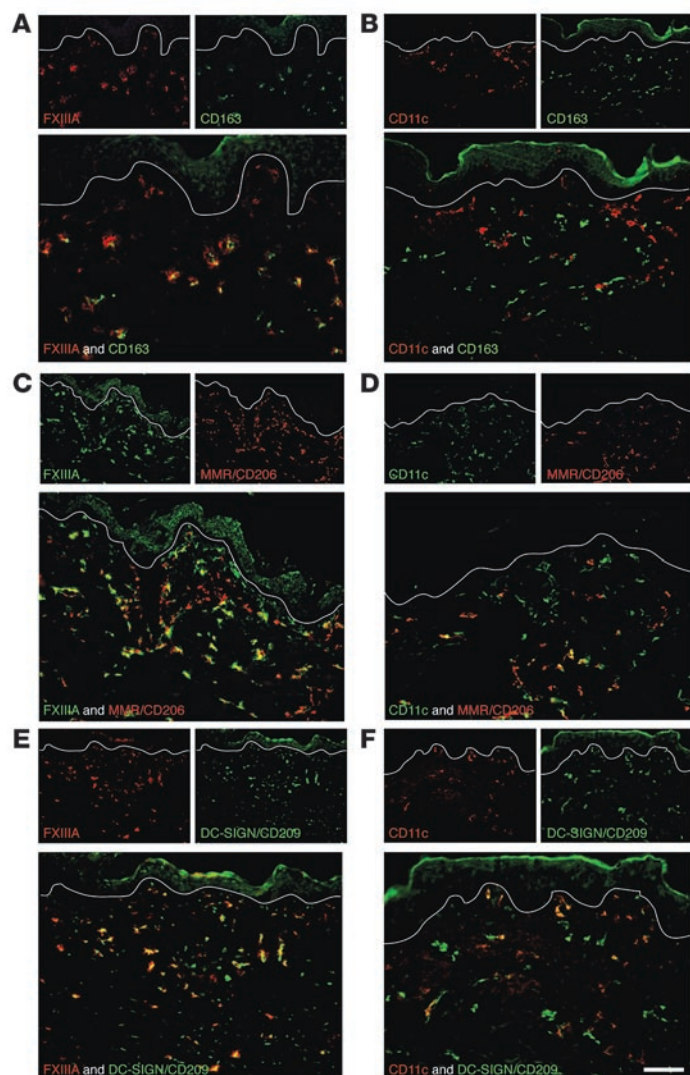 A
FXIIIA
CD163
FXIIIA and CD163
B
CD11c
CD163
CD11c and CD163
C
FXIIIA
MMR/CD206
FXIIIA and MMR/CD206
D
CD11c
MMR/CD206
CD11c and MMR/CD206
E
FXIIIA
DC-SIGN/CD209
FXIIIA and DC-SIGN/CD209
F
CD11c
DC-SIGN/CD209
CD11c and DC-SIGN/CD209